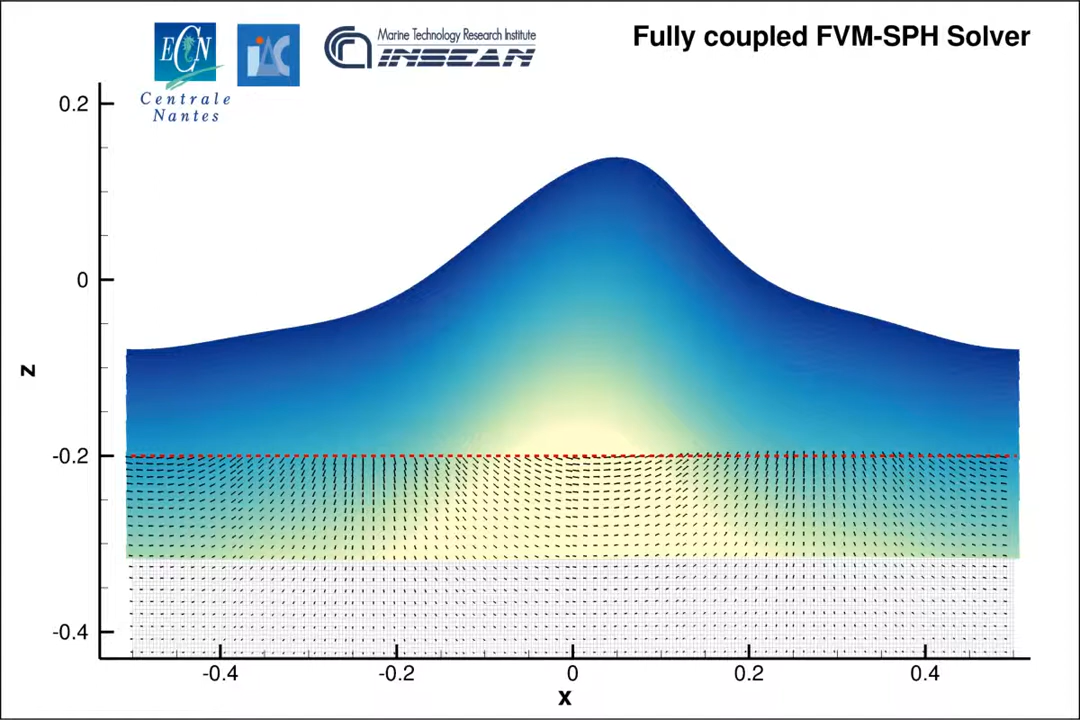 ECN
Centrale
Nantes
iAC
Marine Technology Research Institute
INSEAN
Fully coupled FVM-SPH Solver
0.2
0
-0.2
-0.4
z
-0.4
-0.2
0
0.2
0.4
x